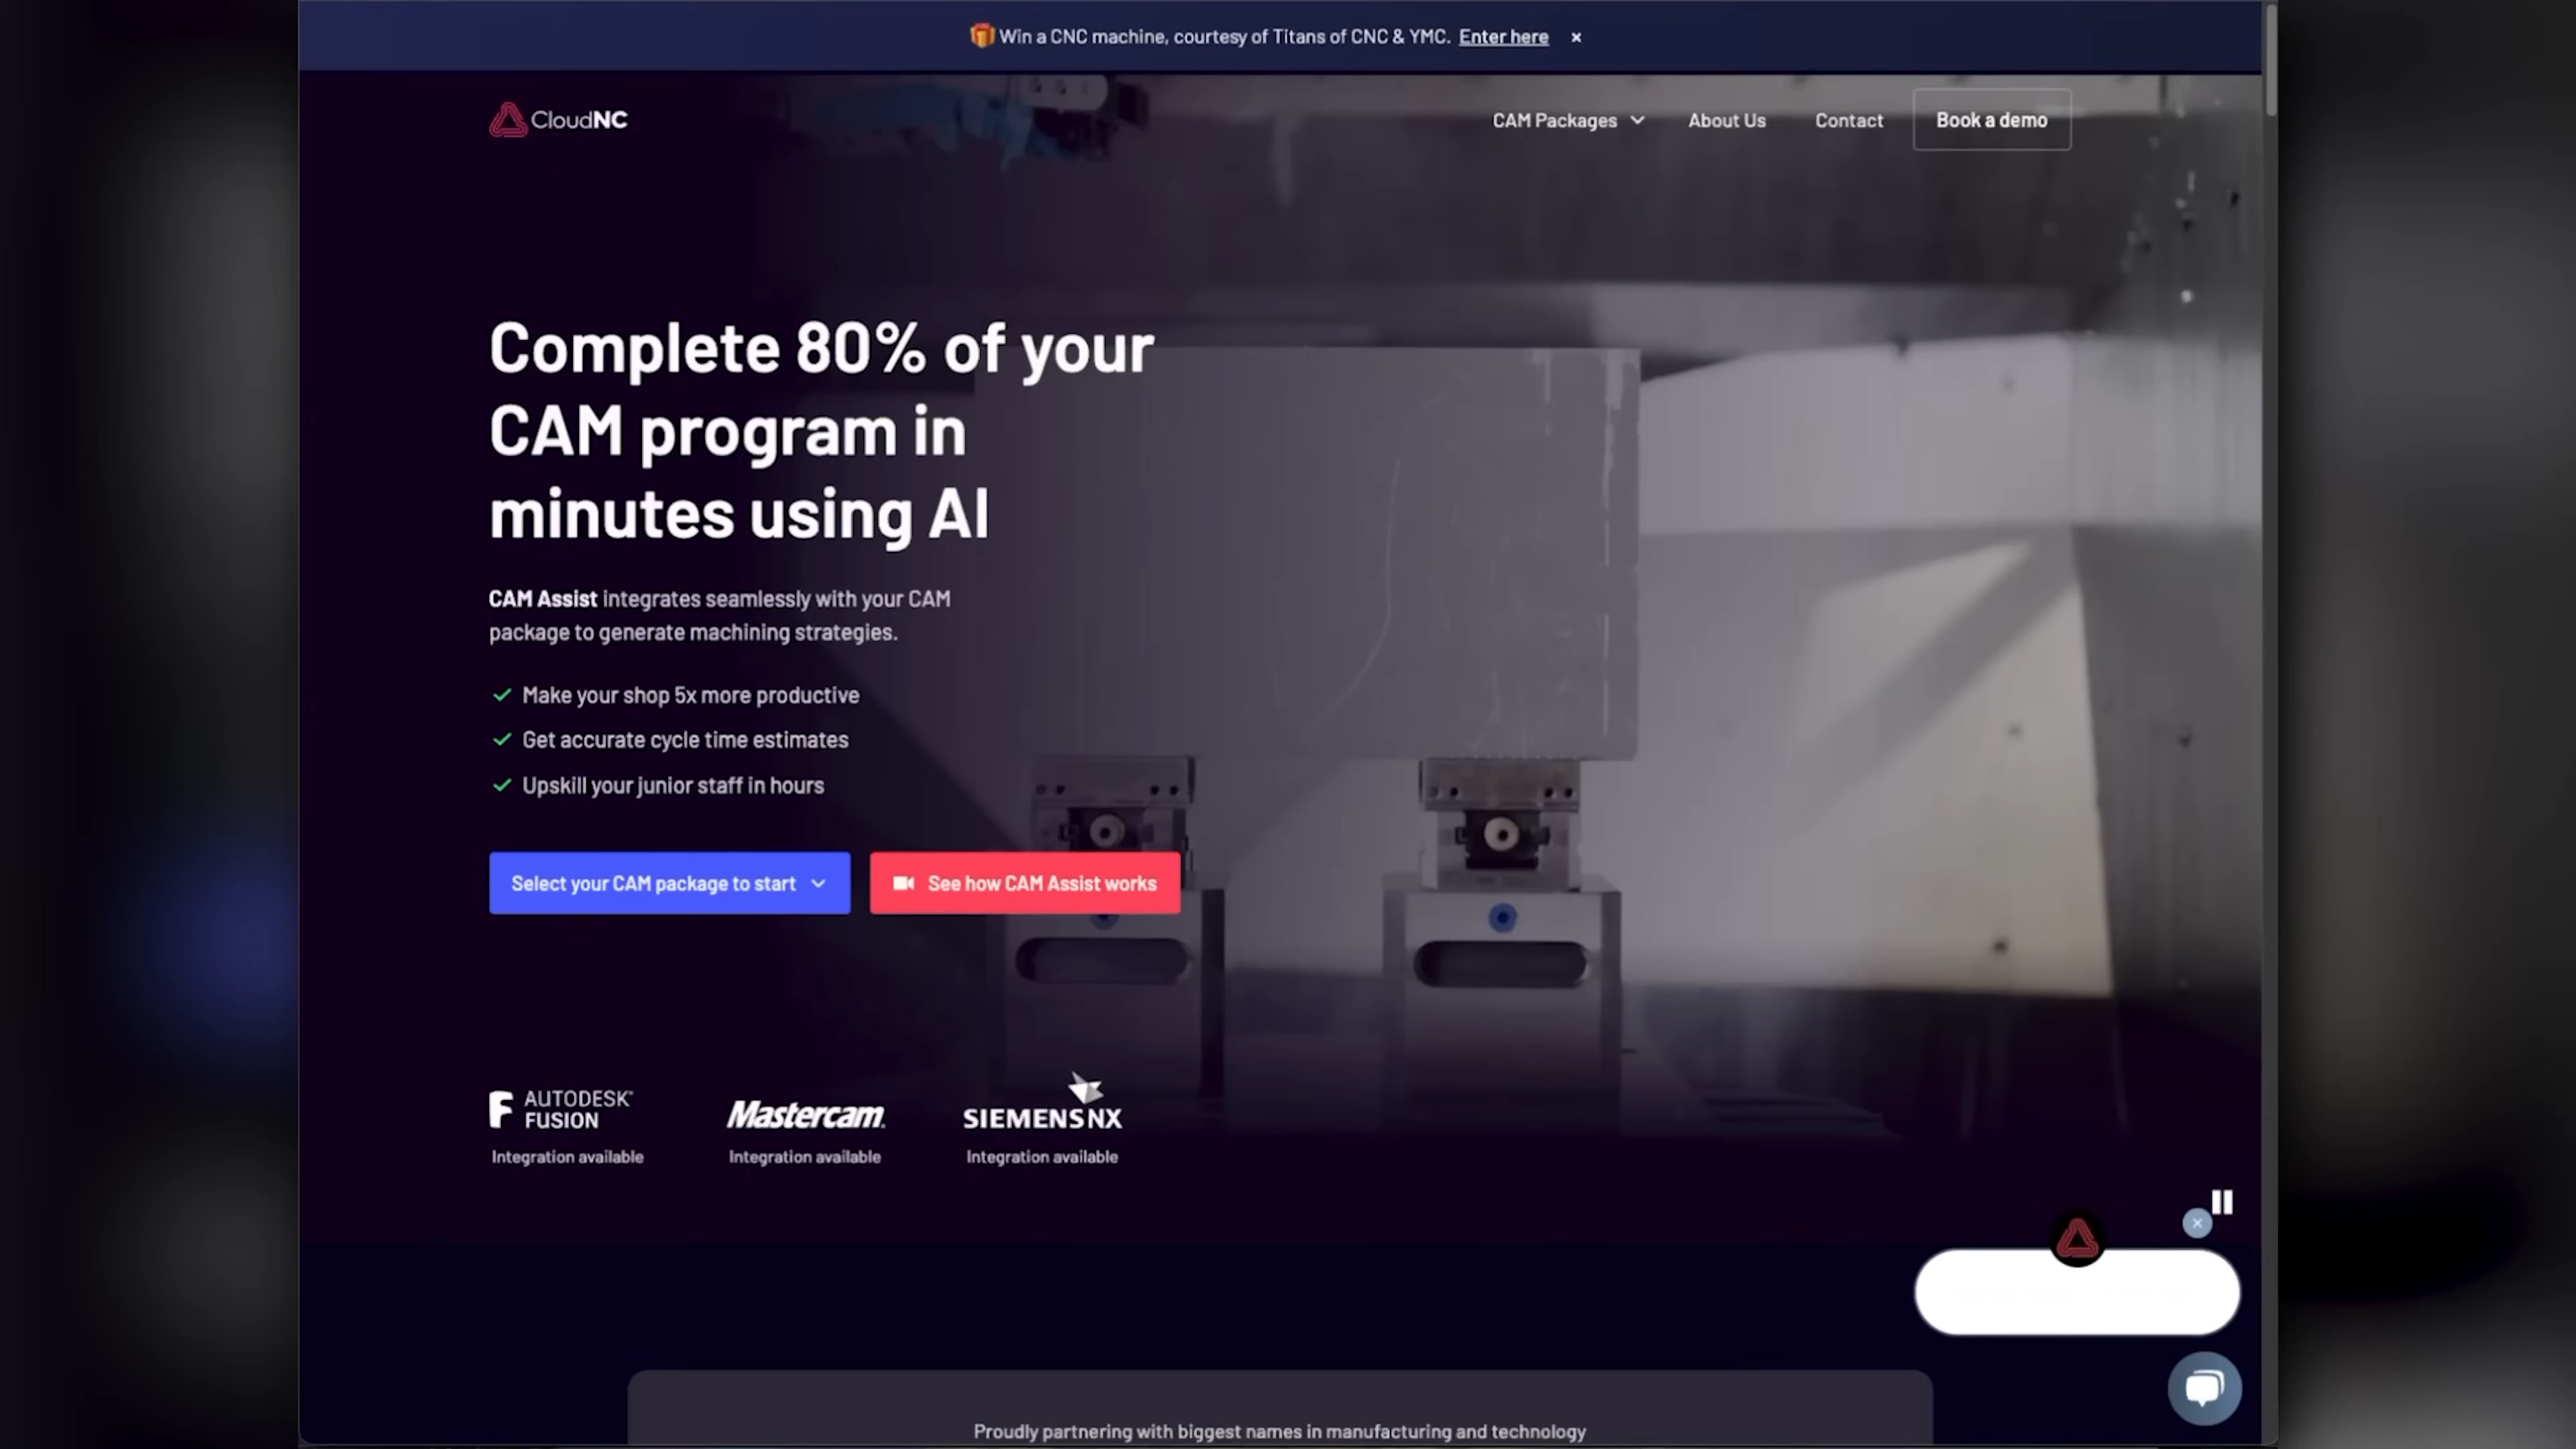 Win a CNC machine, courtesy of Titans of CNC & YMC. Enter here ×
CloudNC
CAM Packages
About Us
Contact
Book a demo
Complete 80% of your
CAM program in
minutes using AI
CAM Assist integrates seamlessly with your CAM
package to generate machining strategies.
Make your shop 5x more productive
Get accurate cycle time estimates
Upskill your junior staff in hours
Select your CAM package to start
See how CAM Assist works
AUTODESK
FUSION
Integration available
Mastercam.
Integration available
SIEMENS NX
Integration available
Proudly partnering with biggest names in manufacturing and technology